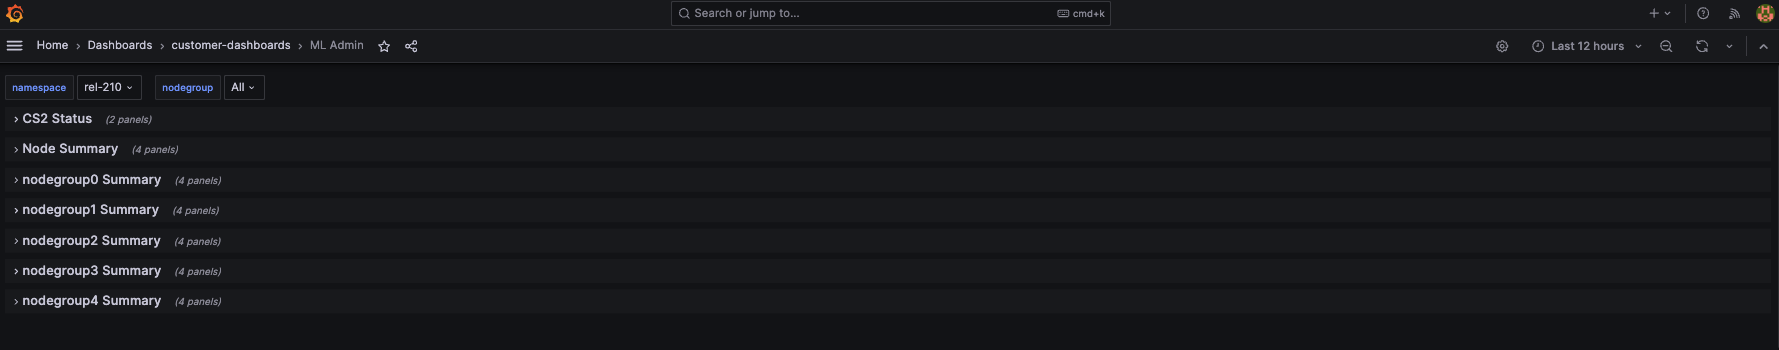 Search or jump to... cmd+k
Home › Dashboards › customer-dashboards › ML Admin Last 12 hours
namespace rel-210 nodegroup All
CS2 Status (2 panels)
Node Summary (4 panels)
nodegroup0 Summary (4 panels)
nodegroup1 Summary (4 panels)
nodegroup2 Summary (4 panels)
nodegroup3 Summary (4 panels)
nodegroup4 Summary (4 panels)